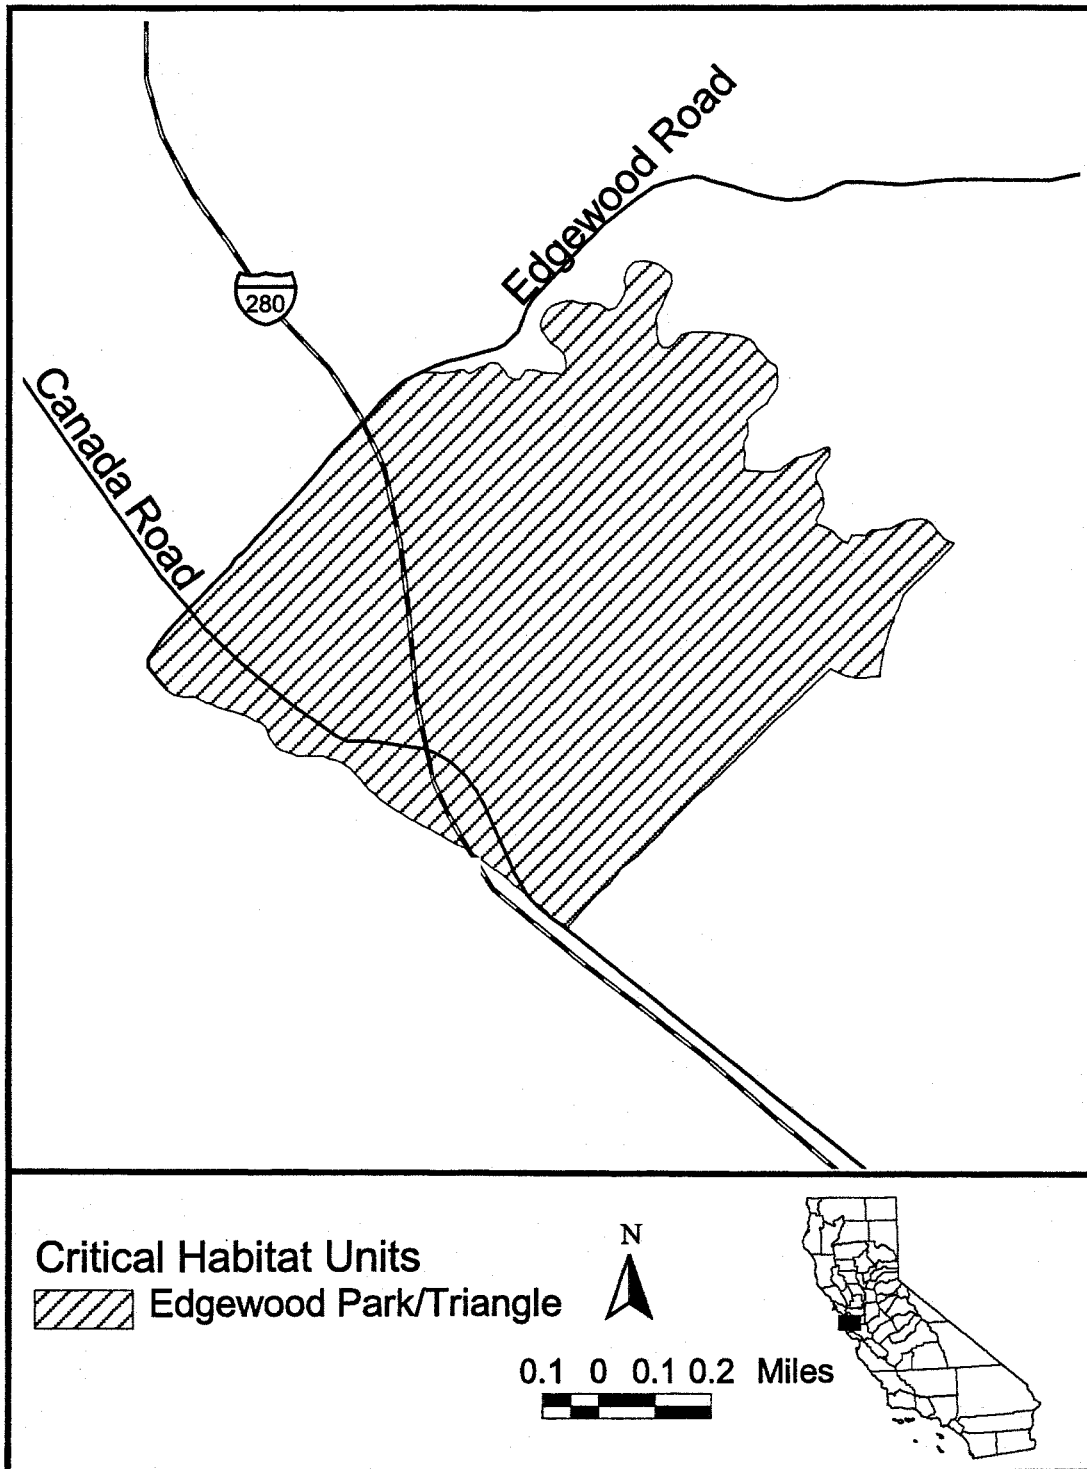 Edgewood Road
280
Canada Road
Critical Habitat Units
Edgewood Park/Triangle
N
0.1 0 0.1 0.2 Miles